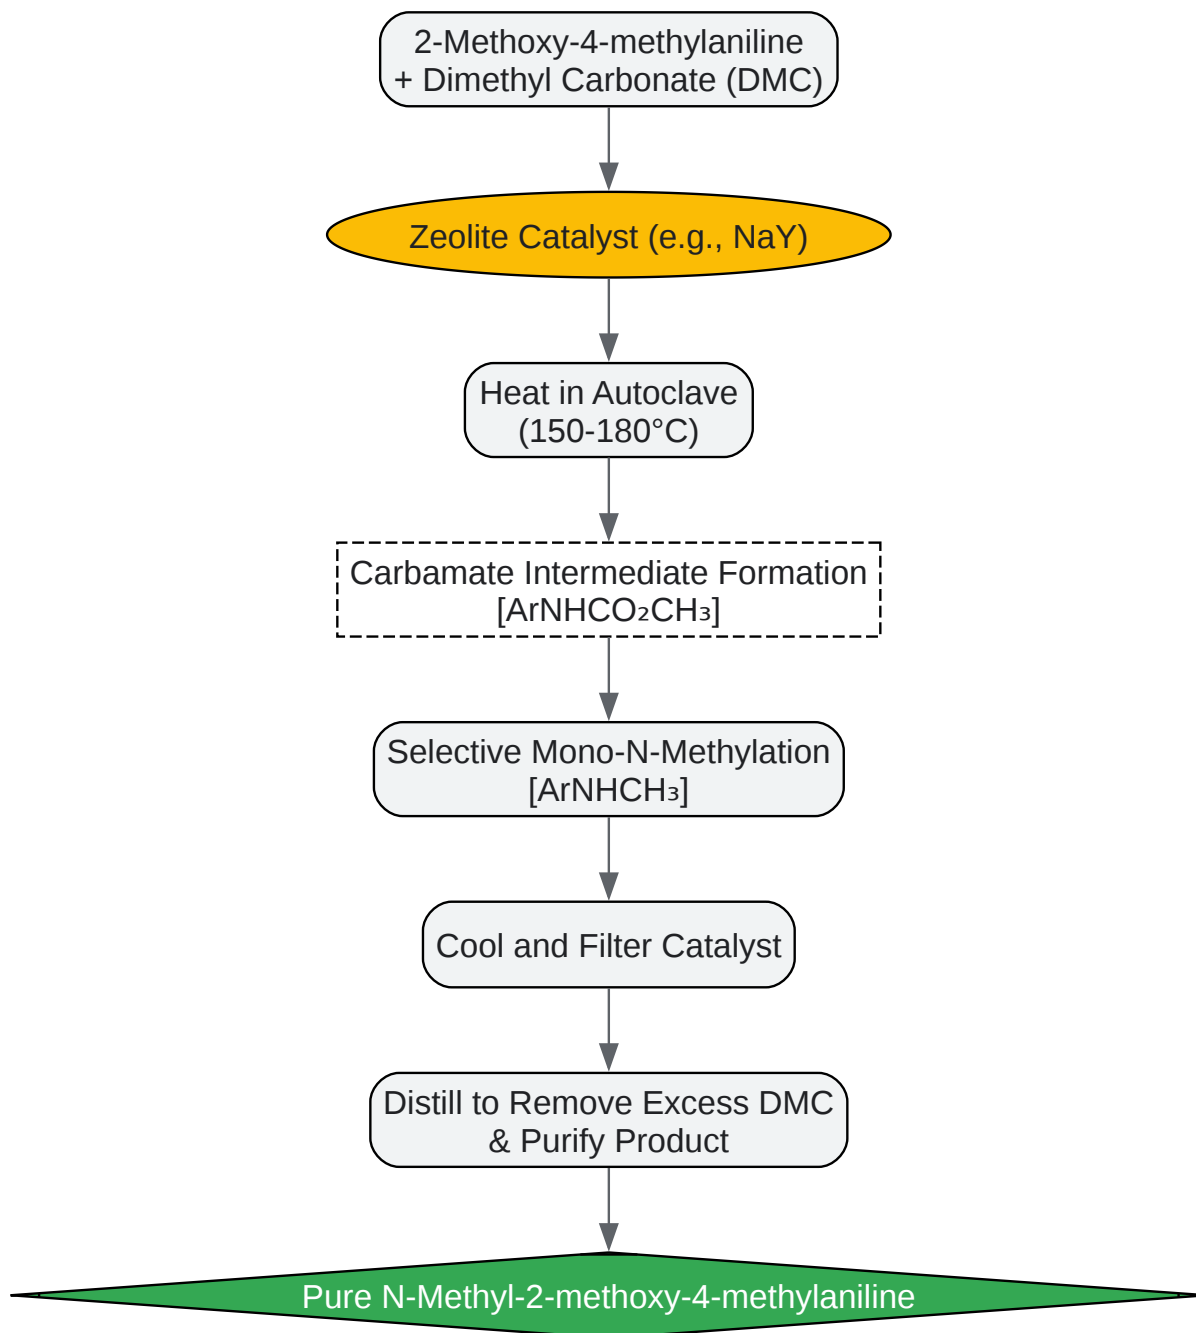 2-Methoxy-4-methylaniline
+ Dimethyl Carbonate (DMC)
Zeolite Catalyst (e.g., NaY)
Heat in Autoclave
(150-180°C)
Carbamate Intermediate Formation
[ArNHCO₂CH₃]
Selective Mono-N-Methylation
[ArNHCH₃]
Cool and Filter Catalyst
Distill to Remove Excess DMC
& Purify Product
Pure N-Methyl-2-methoxy-4-methylaniline